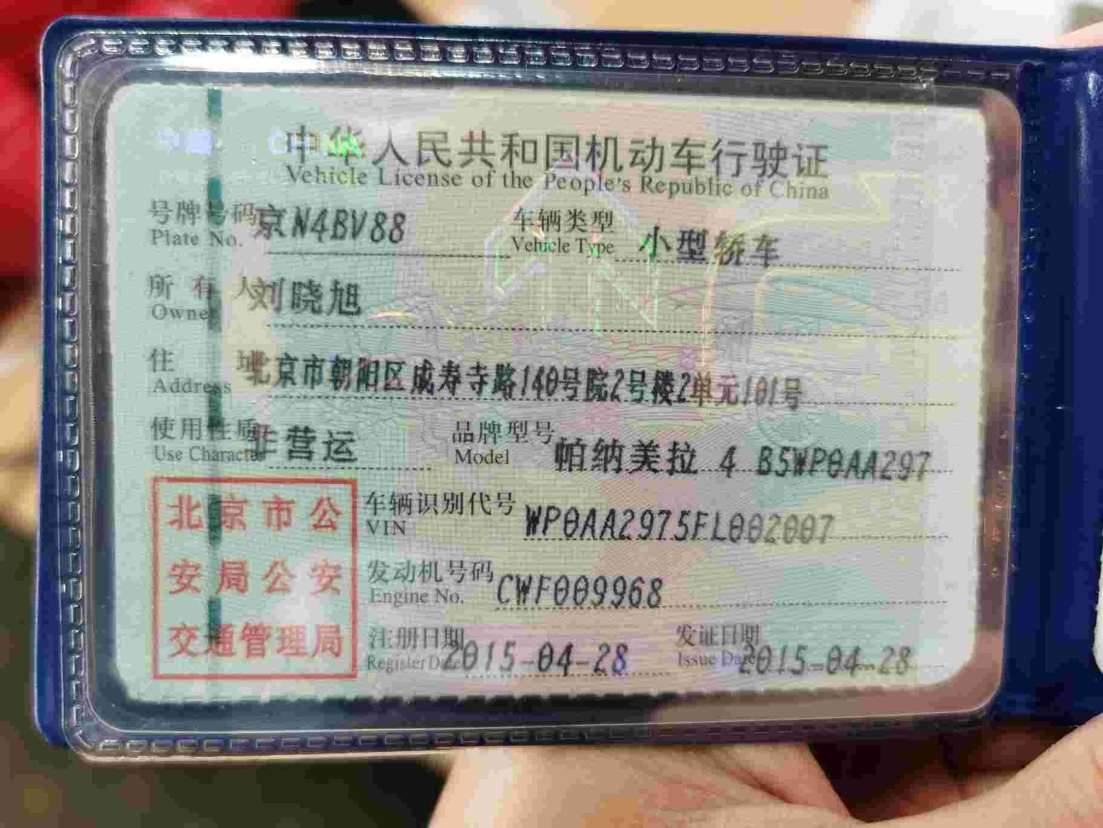 中华人民共和国机动车行驶证
Vehicle License of the People's Republic of China
号牌号码 京N4BV88 车辆类型 小型轿车
Plate No. Vehicle Type
所有人 刘晓旭
Owner
住址 北京市朝阳区成寿寺路140号院2号楼2单元101号
Address
使用性质 非营运 品牌型号 帕纳美拉 4 B5WP0AA297
Use Character Model
北京市公
安局公安
交通管理局
车辆识别代号 WP0AA2975FL002007
VIN
发动机号码 CWF009968
Engine No.
注册日期 2015-04-28 发证日期 2015-04-28
Register Date Issue Date